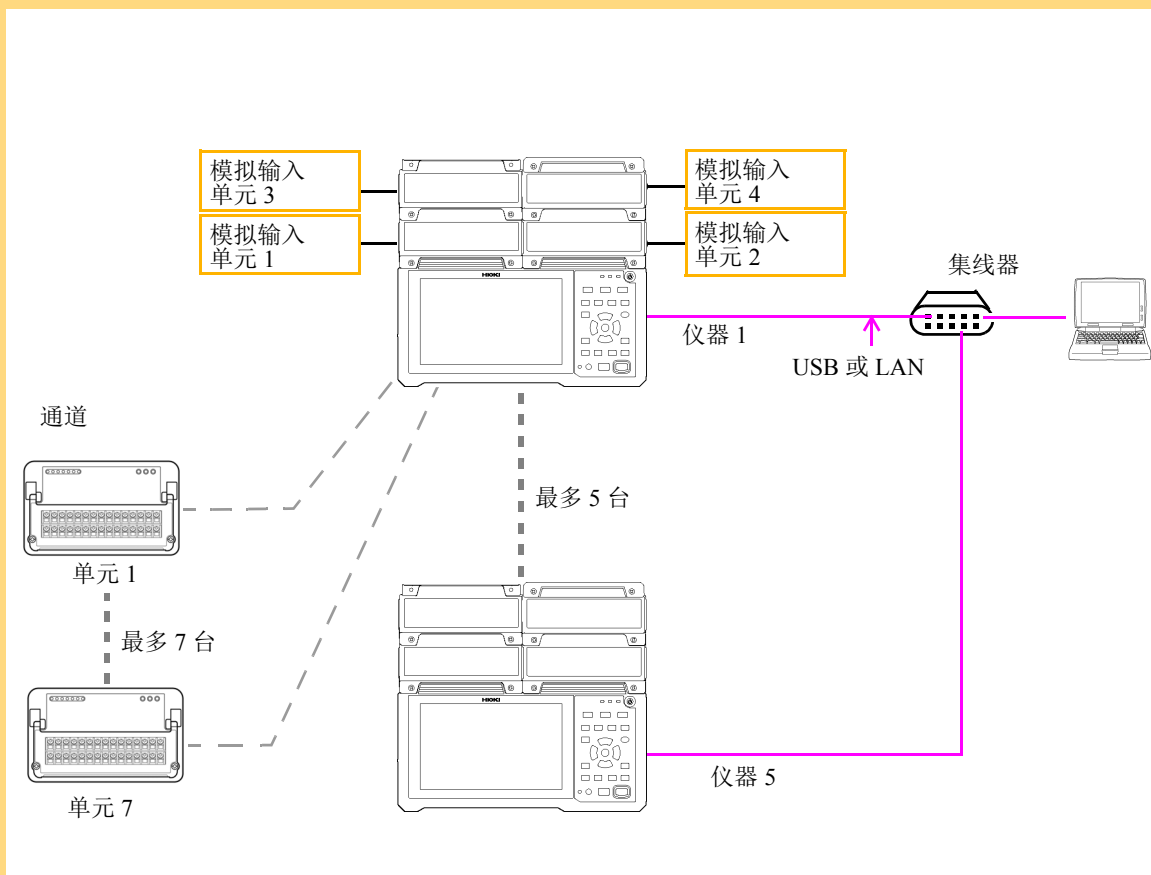 模拟输入
单元 3
模拟输入
单元 4
模拟输入
单元 1
模拟输入
单元 2
集线器
HIOKI
仪器 1
USB 或 LAN
通道
最多 5 台
单元 1
最多 7 台
HIOKI
仪器 5
单元 7